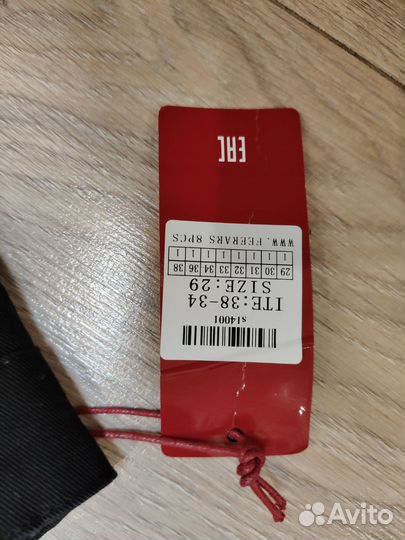 s14001
ITE:38-34
SIZE:29
29 30 31 32 33 34 36 38
1 1 1 1 1 1 1 1
WWW.FEERARS 8PCS
EAC
Avito